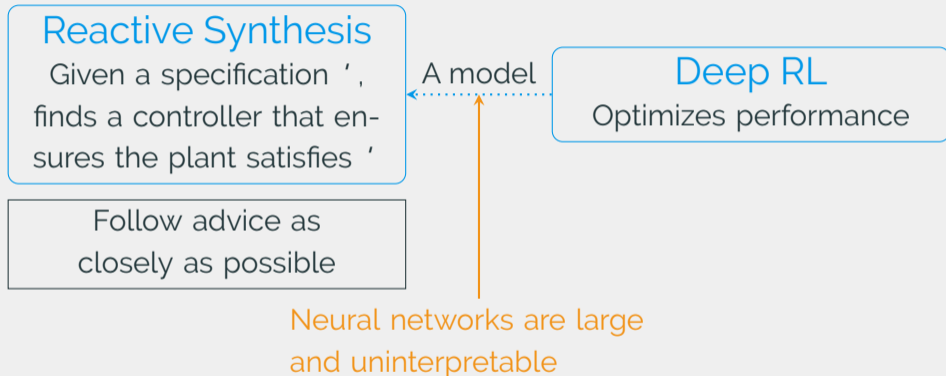 Reactive Synthesis
Given a specification ′ ,
finds a controller that en-
sures the plant satisfies ′
A model
Deep RL
Optimizes performance
Follow advice as
closely as possible
Neural networks are large
and uninterpretable